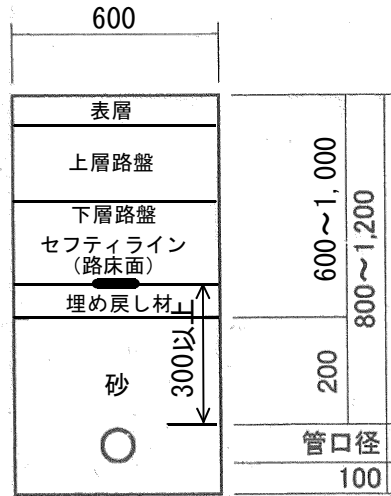 600
表層
上層路盤
下層路盤
セフティライン
(路床面)
埋め戻し材
砂
300以上
600～1,000
800～1,200
200
管口径
100